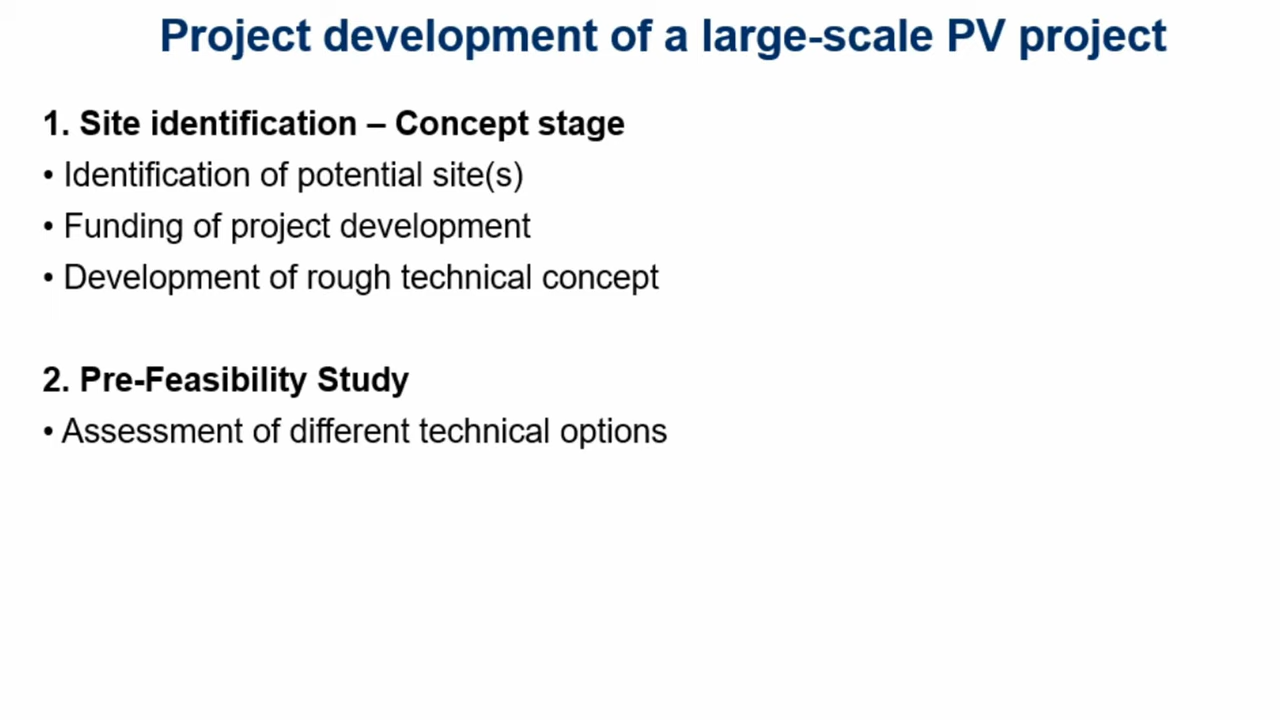 Project development of a large-scale PV project
1. Site identification – Concept stage
• Identification of potential site(s)
• Funding of project development
• Development of rough technical concept
2. Pre-Feasibility Study
• Assessment of different technical options